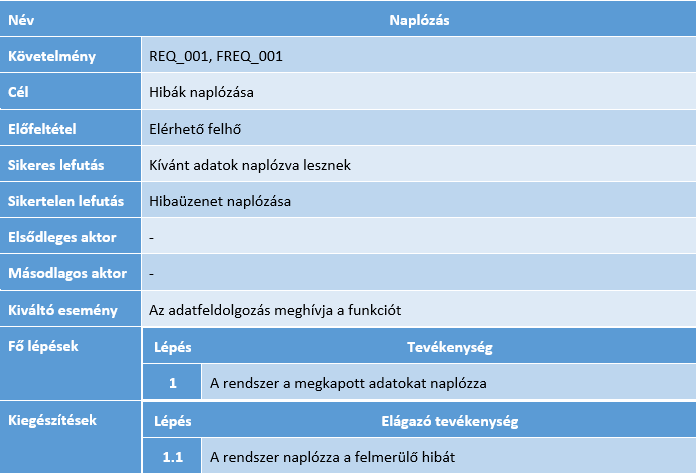 Név Naplózás
Követelmény REQ_001, FREQ_001
Cél Hibák naplózása
Előfeltétel Elérhető felhő
Sikeres lefutás Kívánt adatok naplózva lesznek
Sikertelen lefutás Hibaüzenet naplózása
Elsődleges aktor -
Másodlagos aktor -
Kiváltó esemény Az adatfeldolgozás meghívja a funkciót
Fő lépések Lépés Tevékenység
1 A rendszer a megkapott adatokat naplózza
Kiegészítések Lépés Elágazó tevékenység
1.1 A rendszer naplózza a felmerülő hibát